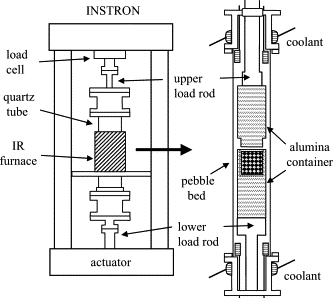 INSTRON
load
cell
coolant
upper
load rod
quartz
tube
IR
furnace
alumina
container
pebble
bed
lower
load rod
actuator
coolant